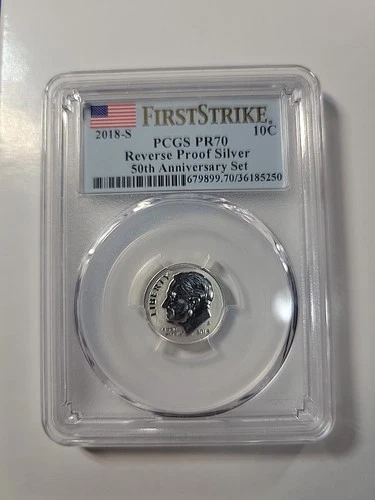 FIRSTSTRIKE®
2018-S 10C
PCGS PR70
Reverse Proof Silver
50th Anniversary Set
679899.70/36185250
LIBERTY